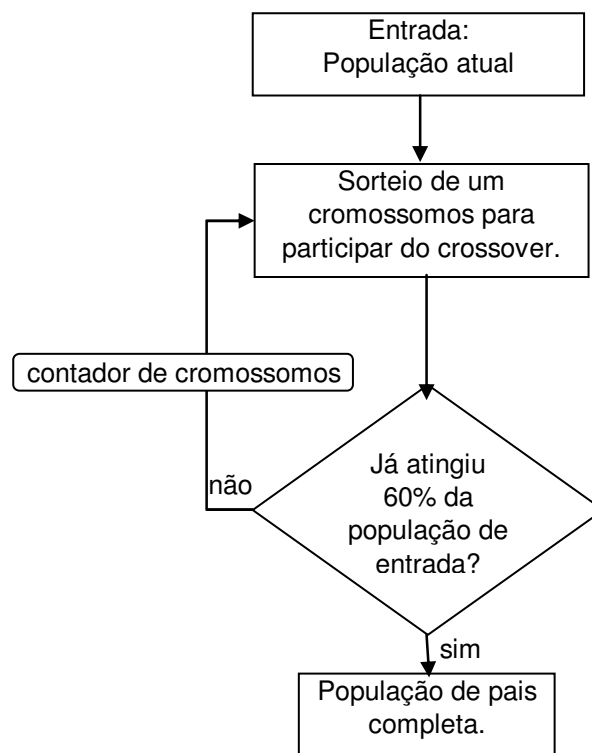 Entrada:
População atual
Sorteio de um
cromossomos para
participar do crossover.
contador de cromossomos
não
Já atingiu
60% da
população de
entrada?
sim
População de pais
completa.